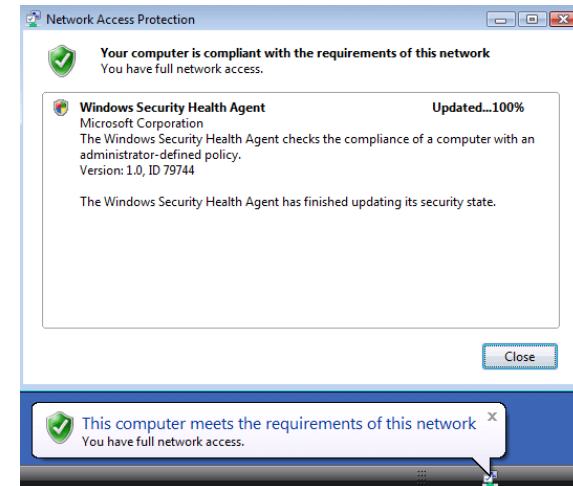 Network Access Protection
Your computer is compliant with the requirements of this network
You have full network access.
Windows Security Health Agent Updated...100%
Microsoft Corporation
The Windows Security Health Agent checks the compliance of a computer with an
administrator-defined policy.
Version: 1.0, ID 79744
The Windows Security Health Agent has finished updating its security state.
Close
This computer meets the requirements of this network
You have full network access.